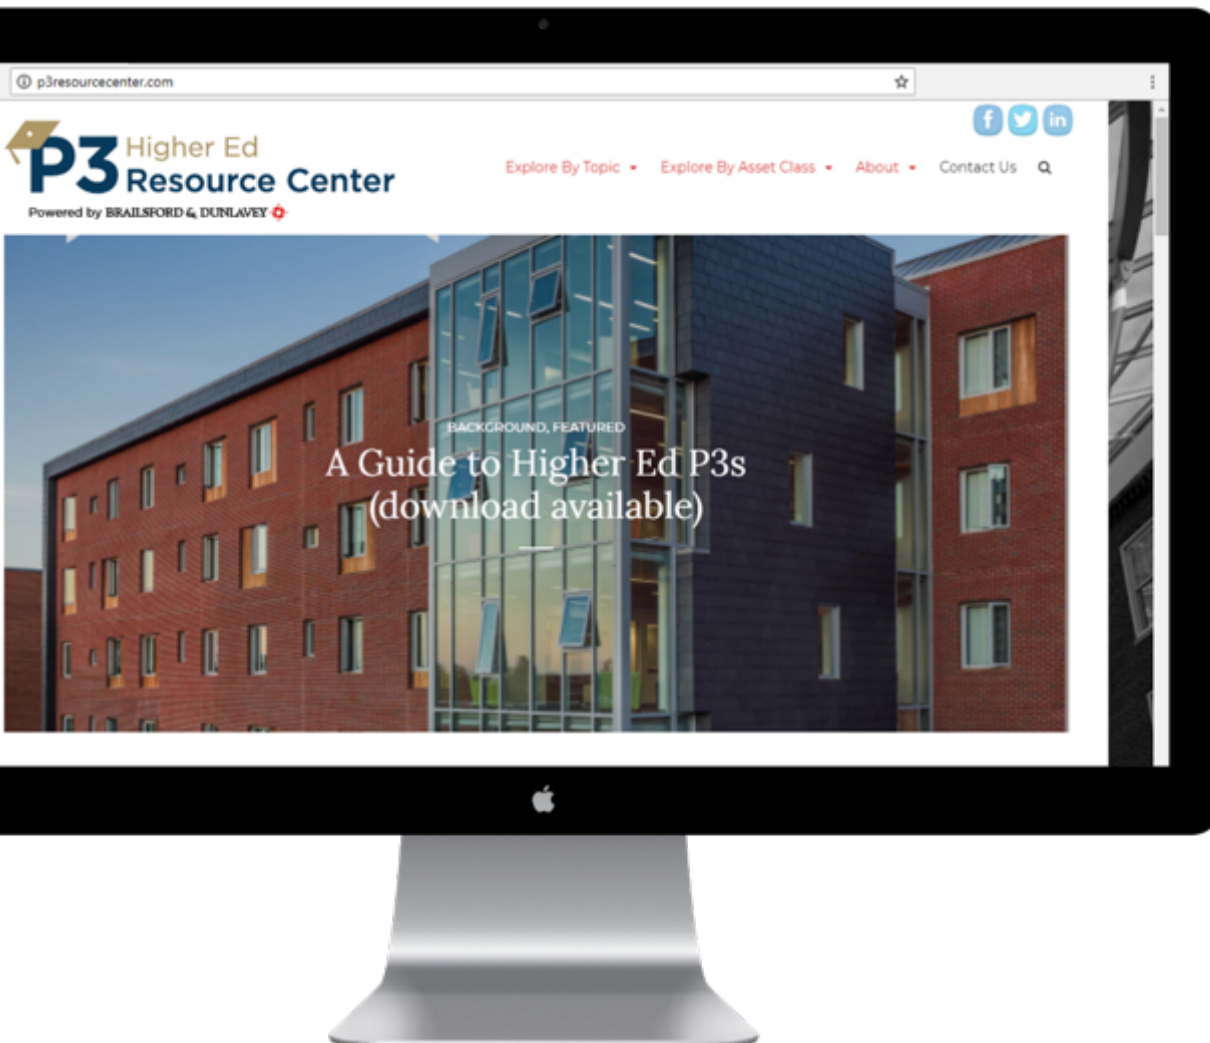 p3resourcecenter.com
P3 Higher Ed
Resource Center
Powered by BRAILSFORD & DUNLAVEY
f in
Explore By Topic Explore By Asset Class About Contact Us
BACKGROUND, FEATURED
A Guide to Higher Ed P3s
(download available)